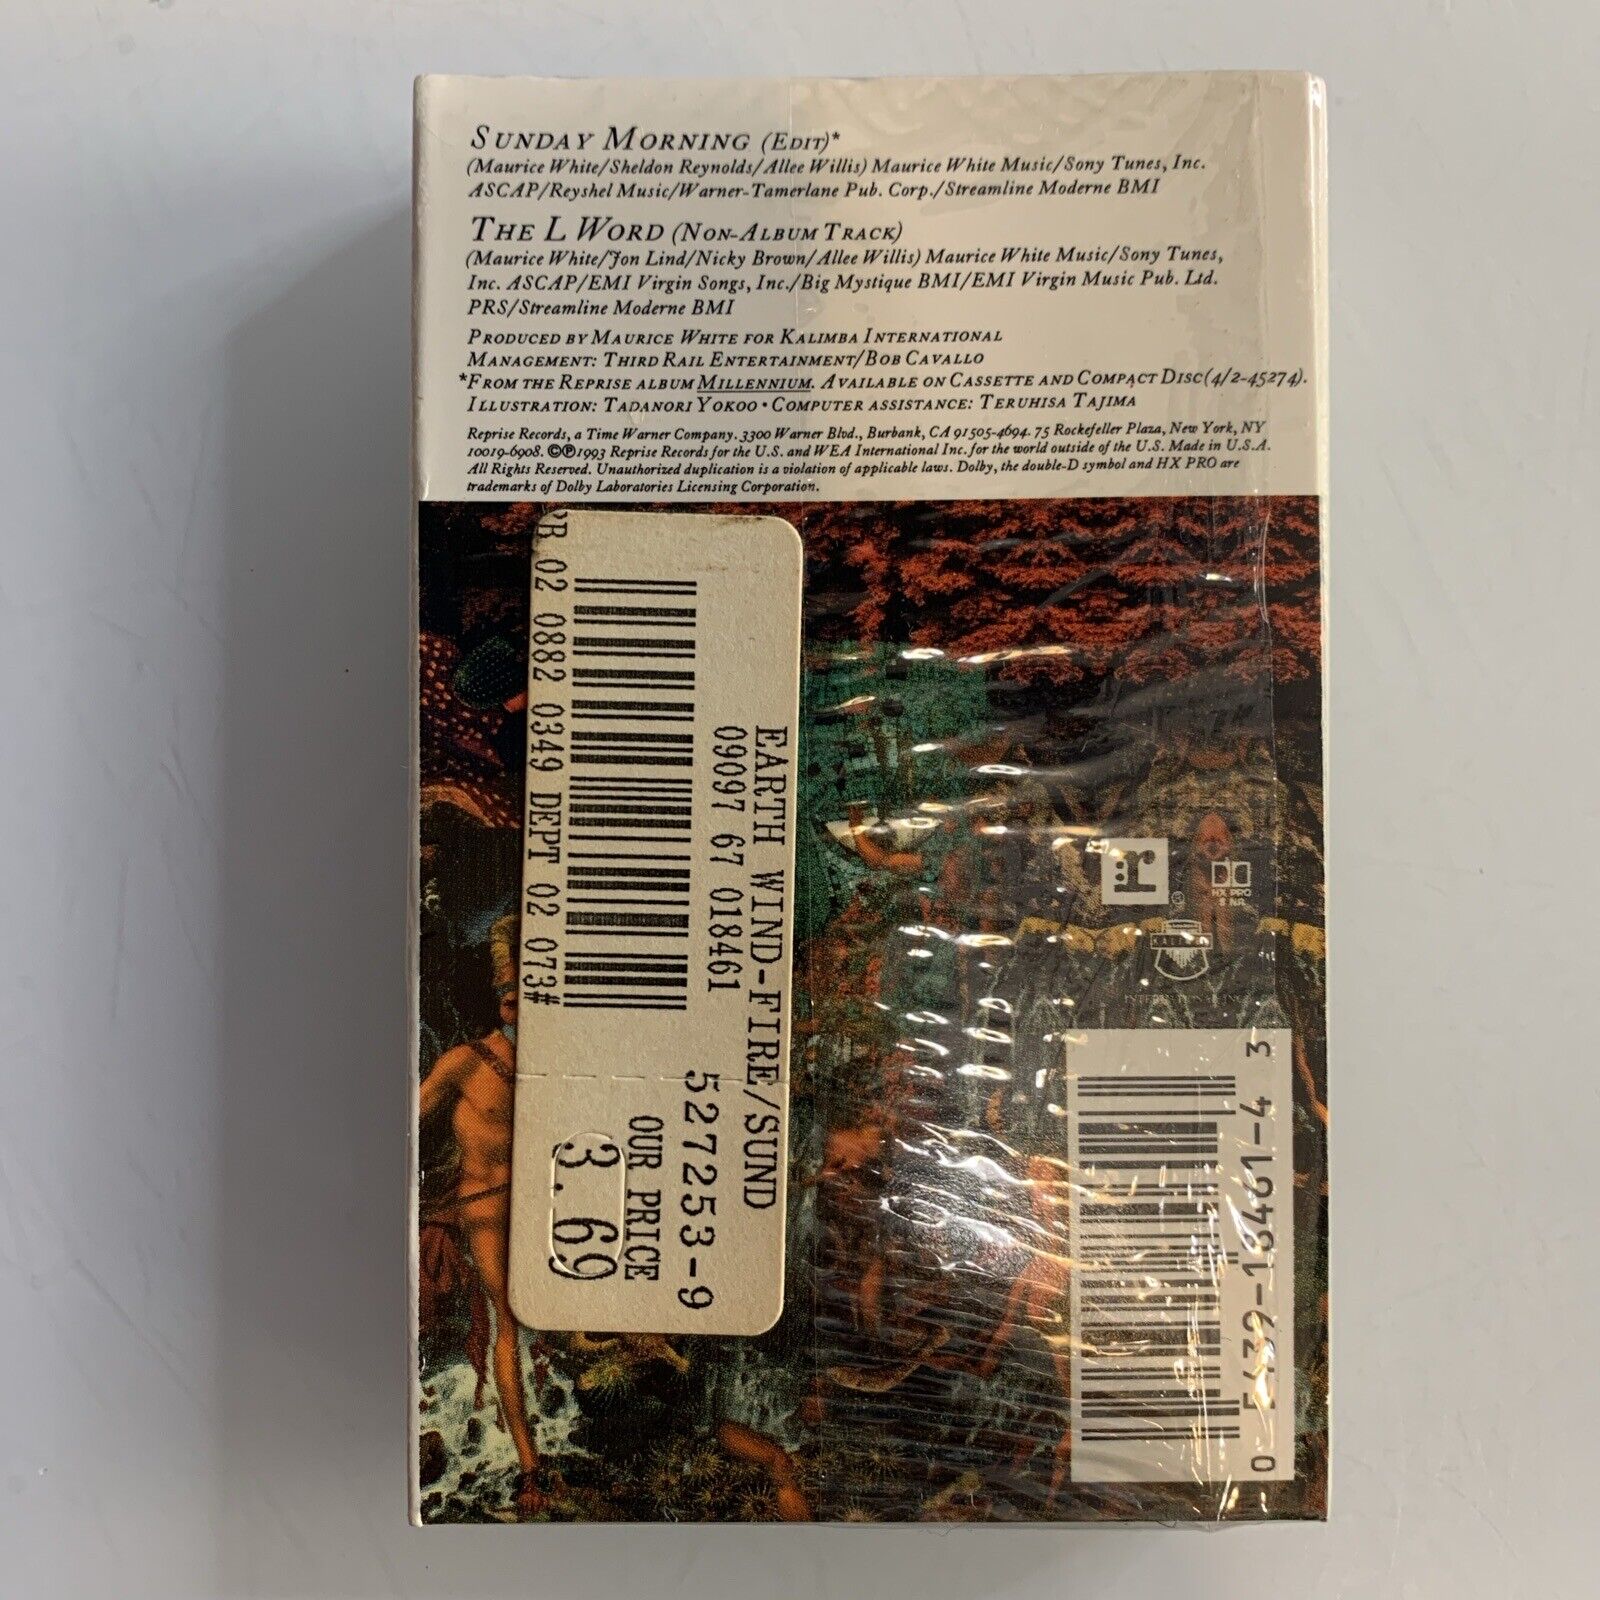 SUNDAY MORNING (EDIT)*
(Maurice White/Sheldon Reynolds/Allee Willis) Maurice White Music/Sony Tunes, Inc.
ASCAP/Reyshel Music/Warner-Tamerlane Pub. Corp./Streamline Moderne BMI
THE L WORD (NON-ALBUM TRACK)
(Maurice White/Jon Lind/Nicky Brown/Allee Willis) Maurice White Music/Sony Tunes,
Inc. ASCAP/EMI Virgin Songs, Inc./Big Mystique BMI/EMI Virgin Music Pub. Ltd.
PRS/Streamline Moderne BMI
PRODUCED BY MAURICE WHITE FOR KALIMBA INTERNATIONAL
MANAGEMENT: THIRD RAIL ENTERTAINMENT/BOB CAVALLO
*FROM THE REPRISE ALBUM MILLENNIUM. AVAILABLE ON CASSETTE AND COMPACT DISC (4/2-45274).
ILLUSTRATION: TADANORI YOKOO • COMPUTER ASSISTANCE: TERUHISA TAJIMA
Reprise Records, a Time Warner Company. 3300 Warner Blvd., Burbank, CA 91505-4694. 75 Rockefeller Plaza, New York, NY
10019-6908. ©℗1993 Reprise Records for the U.S. and WEA International Inc. for the world outside of the U.S. Made in U.S.A.
All Rights Reserved. Unauthorized duplication is a violation of applicable laws. Dolby, the double-D symbol and HX PRO are
trademarks of Dolby Laboratories Licensing Corporation.
EARTH WIND-FIRE/SUND
09097 67 018461
527253-9
OUR PRICE
3.69
02 0882 0349 DEPT 02 073#
r
®
HX PRO
B NR
KALIMBA
0 5439-18461-4 3